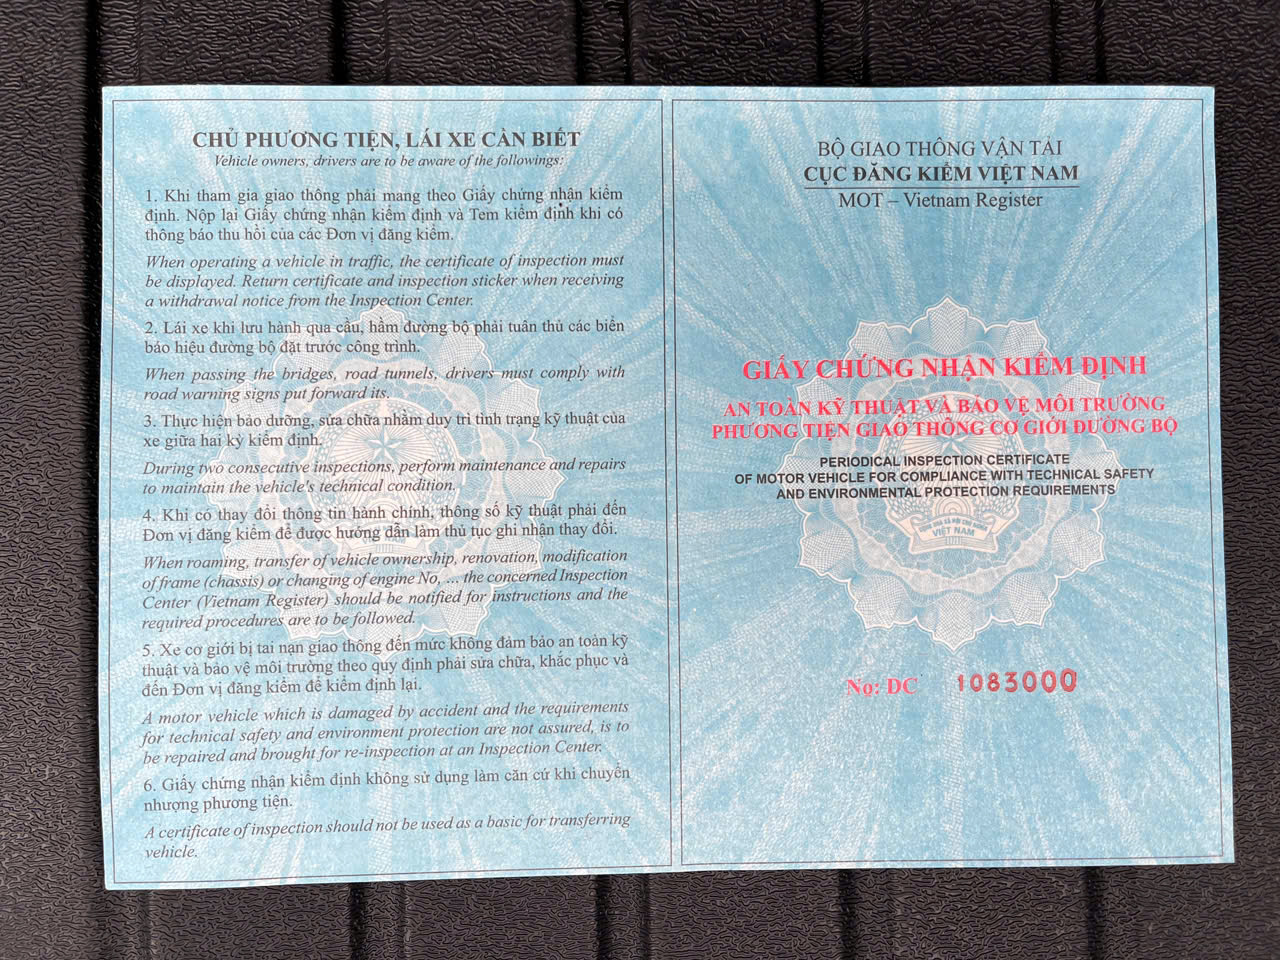 CHỦ PHƯƠNG TIỆN, LÁI XE CẦN BIẾT
Vehicle owners, drivers are to be aware of the followings:
1. Khi tham gia giao thông phải mang theo Giấy chứng nhận kiểm
định. Nộp lại Giấy chứng nhận kiểm định và Tem kiểm định khi có
thông báo thu hồi của các Đơn vị đăng kiểm.
When operating a vehicle in traffic, the certificate of inspection must
be displayed. Return certificate and inspection sticker when receiving
a withdrawal notice from the Inspection Center.
2. Lái xe khi lưu hành qua cầu, hầm đường bộ phải tuân thủ các biển
báo hiệu đường bộ đặt trước công trình.
When passing the bridges, road tunnels, drivers must comply with
road warning signs put forward its.
3. Thực hiện bảo dưỡng, sửa chữa nhằm duy trì tình trạng kỹ thuật của
xe giữa hai kỳ kiểm định.
During two consecutive inspections, perform maintenance and repairs
to maintain the vehicle's technical condition.
4. Khi có thay đổi thông tin hành chính, thông số kỹ thuật phải đến
Đơn vị đăng kiểm để được hướng dẫn làm thủ tục ghi nhận thay đổi.
When roaming, transfer of vehicle ownership, renovation, modification
of frame (chassis) or changing of engine No, ... the concerned Inspection
Center (Vietnam Register) should be notified for instructions and the
required procedures are to be followed.
5. Xe cơ giới bị tai nạn giao thông đến mức không đảm bảo an toàn kỹ
thuật và bảo vệ môi trường theo quy định phải sửa chữa, khắc phục và
đến Đơn vị đăng kiểm để kiểm định lại.
A motor vehicle which is damaged by accident and the requirements
for technical safety and environment protection are not assured, is to
be repaired and brought for re-inspection at an Inspection Center.
6. Giấy chứng nhận kiểm định không sử dụng làm căn cứ khi chuyển
nhượng phương tiện.
A certificate of inspection should not be used as a basic for transferring
vehicle.
BỘ GIAO THÔNG VẬN TẢI
CỤC ĐĂNG KIỂM VIỆT NAM
MOT – Vietnam Register
GIẤY CHỨNG NHẬN KIỂM ĐỊNH
AN TOÀN KỸ THUẬT VÀ BẢO VỆ MÔI TRƯỜNG
PHƯƠNG TIỆN GIAO THÔNG CƠ GIỚI ĐƯỜNG BỘ
PERIODICAL INSPECTION CERTIFICATE
OF MOTOR VEHICLE FOR COMPLIANCE WITH TECHNICAL SAFETY
AND ENVIRONMENTAL PROTECTION REQUIREMENTS
VIỆT NAM
No: DC 1083000